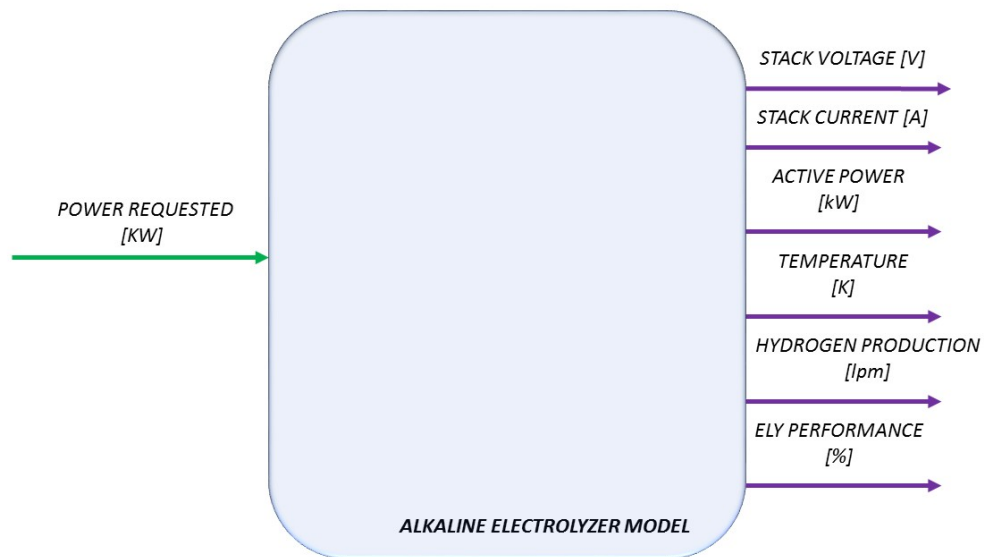 POWER REQUESTED
[KW]
STACK VOLTAGE [V]
STACK CURRENT [A]
ACTIVE POWER
[kW]
TEMPERATURE
[K]
HYDROGEN PRODUCTION
[lpm]
ELY PERFORMANCE
[%]
ALKALINE ELECTROLYZER MODEL